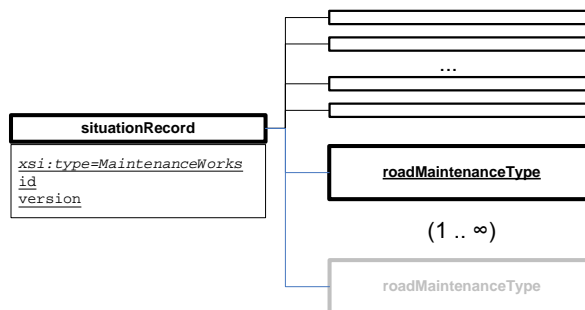 ...
situationRecord
xsi:type=MaintenanceWorks
id
version
roadMaintenanceType
(1 .. ∞)
roadMaintenanceType